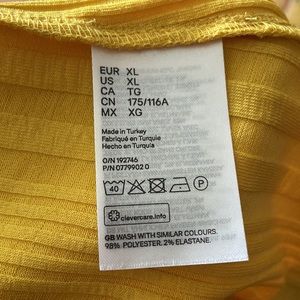 EUR XL
US XL
CA TG
CN 175/116A
MX XG
Made in Turkey
Fabriqué en Turquie
Hecho en Turquía
O/N 192746
P/N 0779902 0
40
P
clevercare.info
GB WASH WITH SIMILAR COLOURS.
98% POLYESTER. 2% ELASTANE.